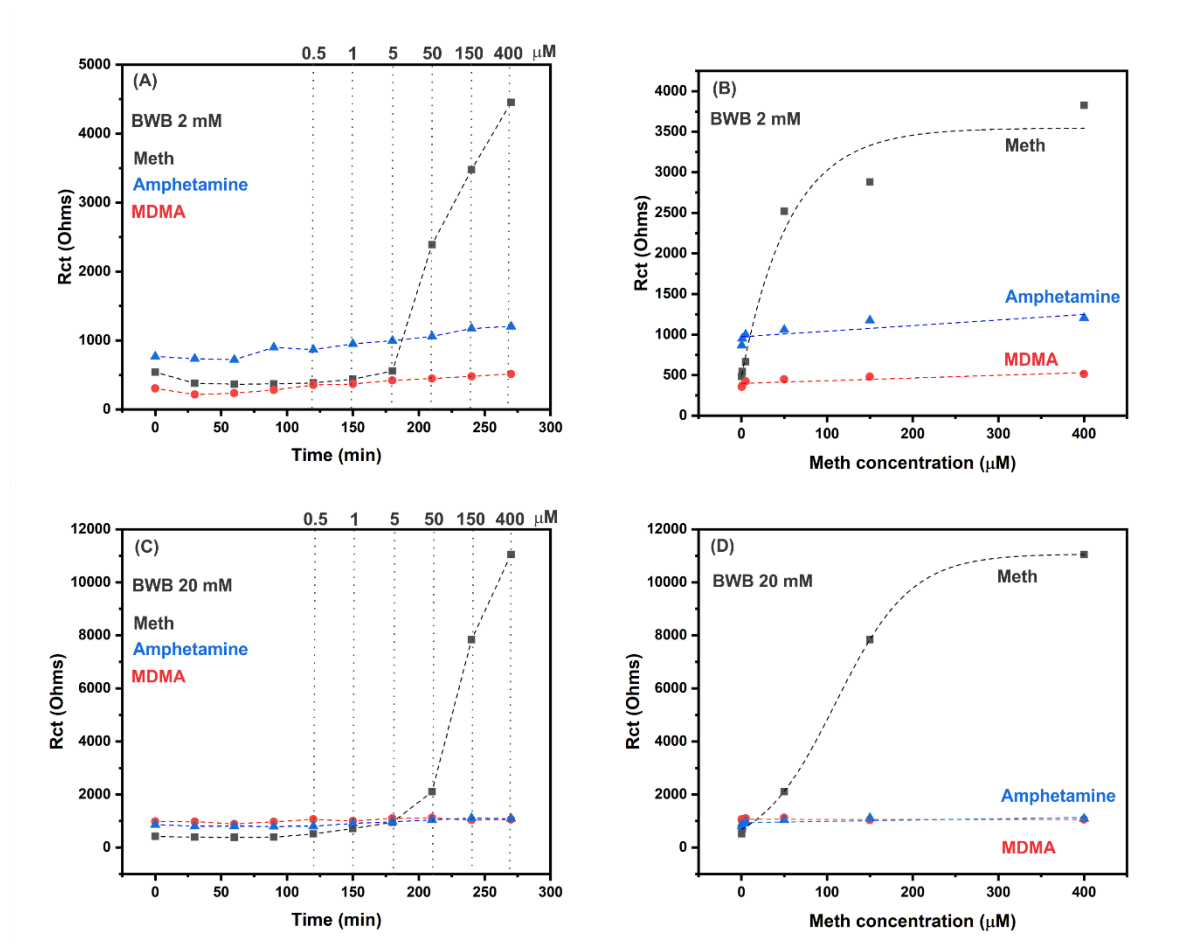 0.5 1 5 50 150 400 μM
(A)
BWB 2 mM
Meth
Amphetamine
MDMA
5000
4000
3000
2000
1000
0
Rct (Ohms)
0 50 100 150 200 250 300
Time (min)
(B)
BWB 2 mM
Meth
Amphetamine
MDMA
4000
3500
3000
2500
2000
1500
1000
500
0
Rct (Ohms)
0 100 200 300 400
Meth concentration (μM)
0.5 1 5 50 150 400 μM
(C)
BWB 20 mM
Meth
Amphetamine
MDMA
12000
10000
8000
6000
4000
2000
0
Rct (Ohms)
0 50 100 150 200 250 300
Time (min)
(D)
BWB 20 mM
Meth
Amphetamine
MDMA
12000
10000
8000
6000
4000
2000
0
Rct (Ohms)
0 100 200 300 400
Meth concentration (μM)